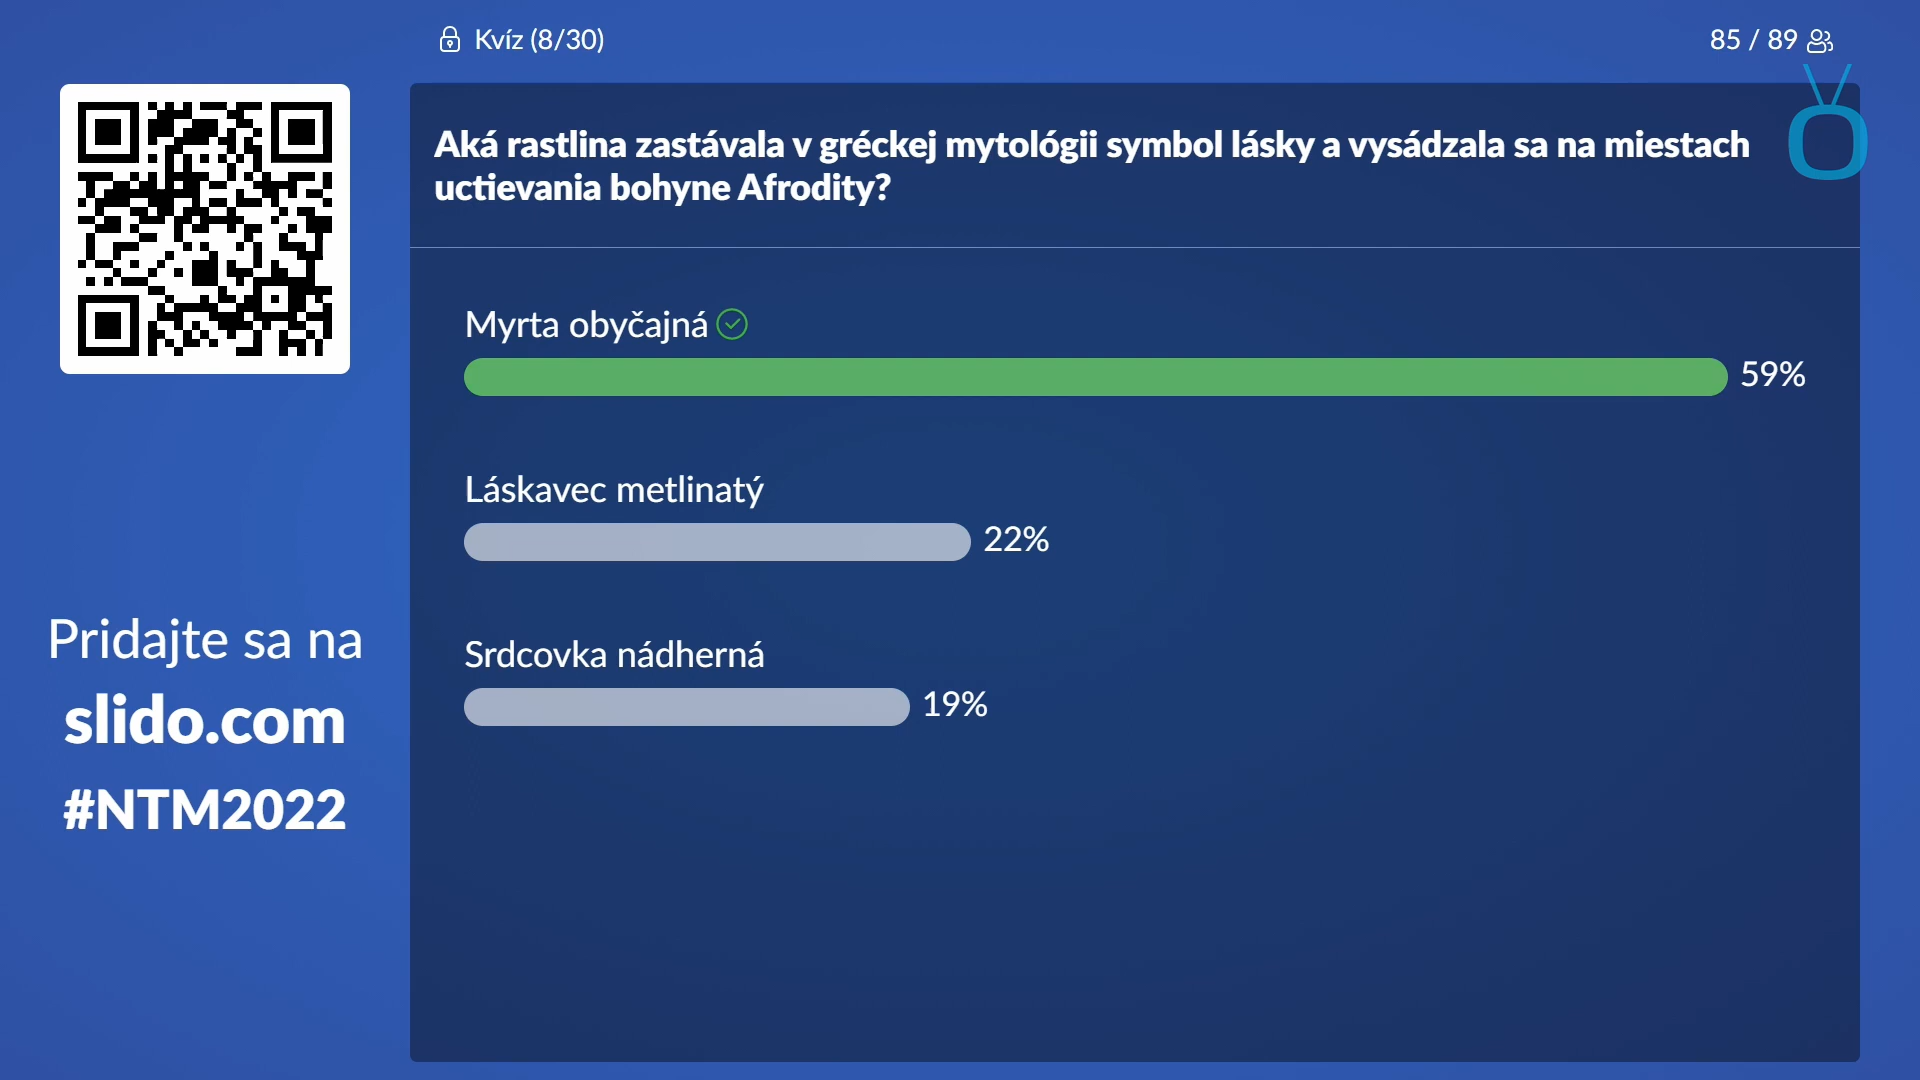 Kvíz (8/30)
85 / 89
Aká rastlina zastávala v gréckej mytológii symbol lásky a vysádzala sa na miestach
uctievania bohyne Afrodity?
Myrta obyčajná
59%
Láskavec metlinatý
22%
Srdcovka nádherná
19%
Pridajte sa na
slido.com
#NTM2022